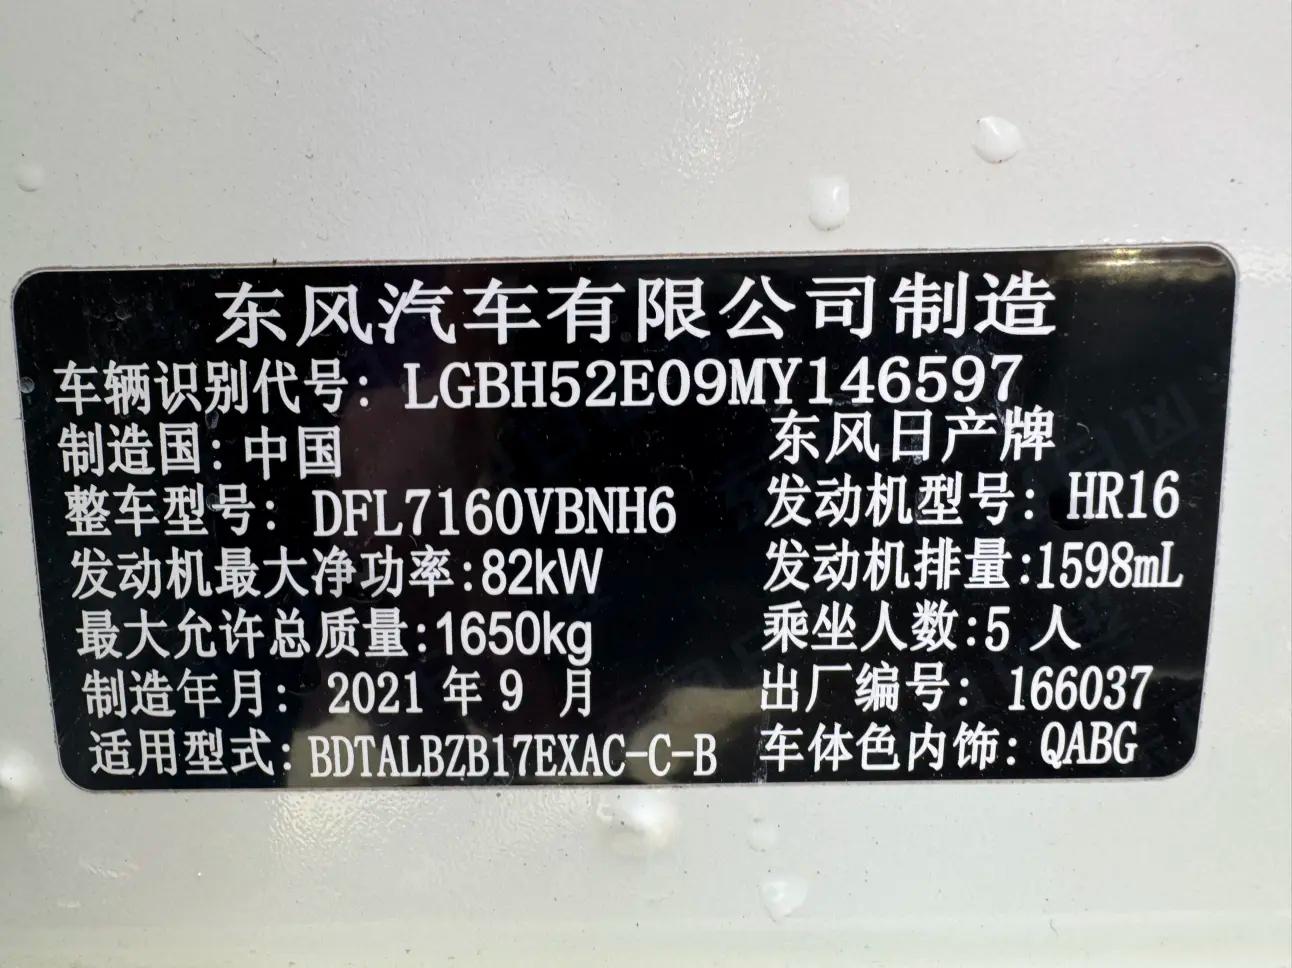 东风汽车有限公司制造
车辆识别代号: LGBH52E09MY146597
制造国: 中国 东风日产牌
整车型号: DFL7160VBNH6 发动机型号: HR16
发动机最大净功率:82kW 发动机排量:1598mL
最大允许总质量:1650kg 乘坐人数:5 人
制造年月: 2021 年 9 月 出厂编号: 166037
适用型式: BDTALBZB17EXAC-C-B 车体色内饰: QABG